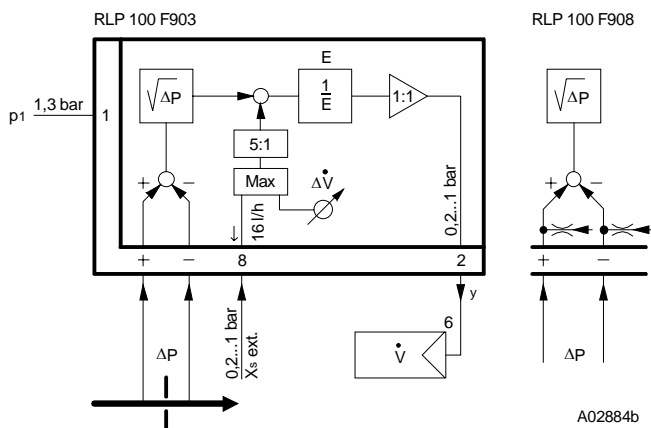 RLP 100 F903
RLP 100 F908
E
√ΔP
1/E
1:1
√ΔP
1,3 bar
p1
1
5:1
+ −
Max
ΔV̇
+ −
16 l/h
0,2...1 bar
+ − 8 2
+ −
y
6
0,2...1 bar
Xs ext.
ΔP
V̇
ΔP
A02884b